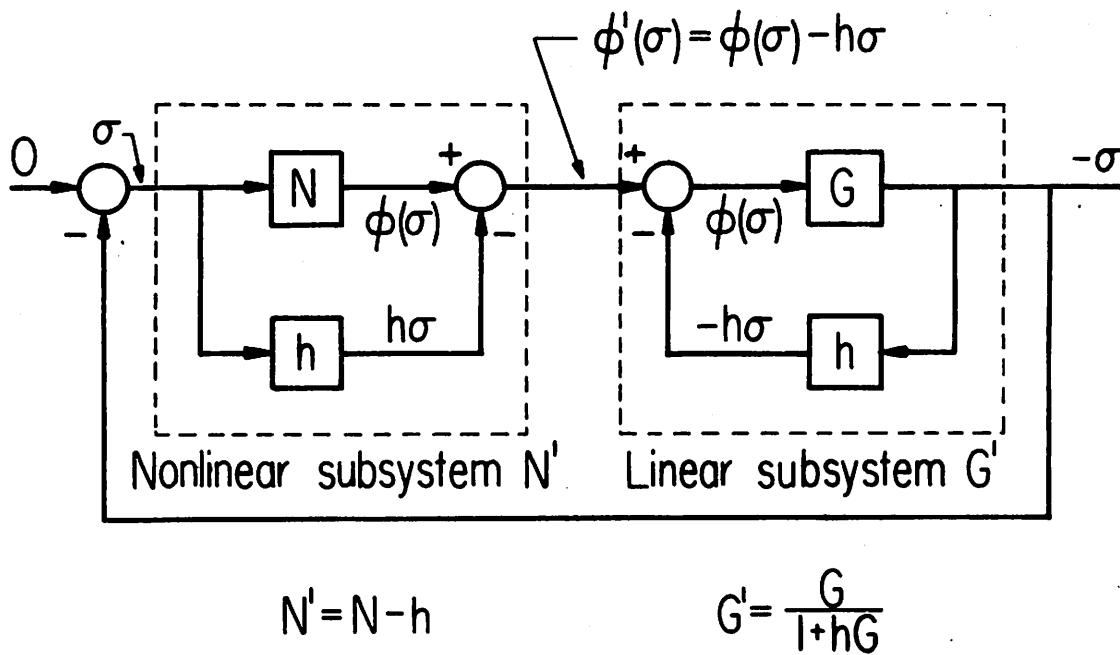 ϕ'(σ) = ϕ(σ) - hσ
0
σ
-
N
ϕ(σ)
+
-
h
hσ
+
-
ϕ(σ)
G
-σ
-hσ
h
Nonlinear subsystem N'
Linear subsystem G'
N' = N - h
G' = G / 1 + hG